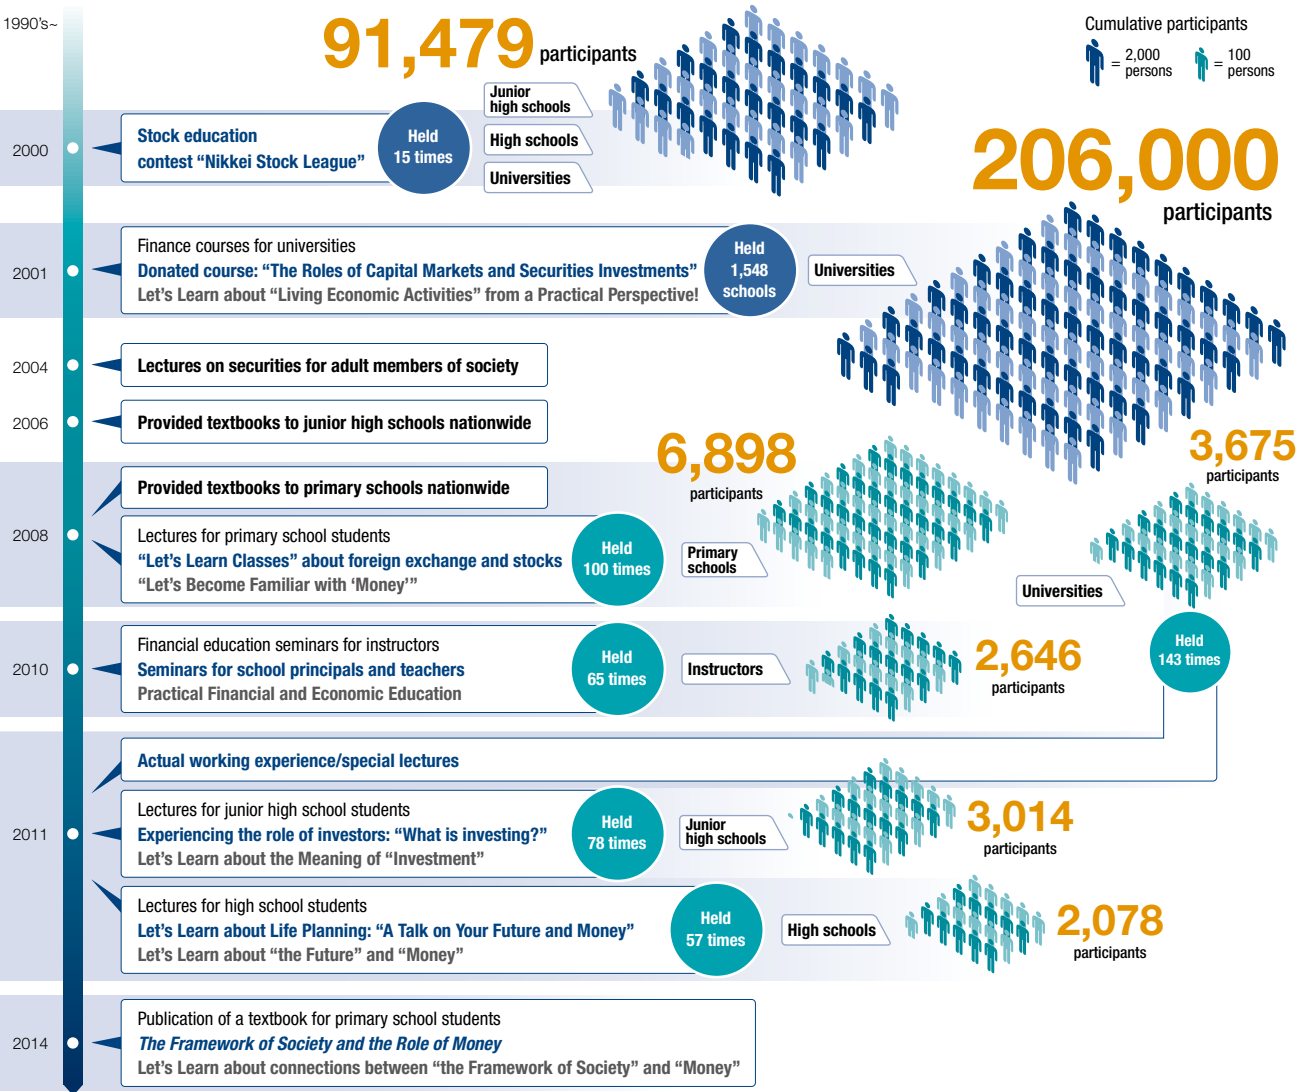 1990’s~
91,479 participants
Cumulative participants
= 2,000 persons
= 100 persons
2000
Stock education
contest “Nikkei Stock League”
Held
15 times
Junior
high schools
High schools
Universities
206,000
participants
2001
Finance courses for universities
Donated course: “The Roles of Capital Markets and Securities Investments”
Let’s Learn about “Living Economic Activities” from a Practical Perspective!
Held
1,548
schools
Universities
2004
Lectures on securities for adult members of society
2006
Provided textbooks to junior high schools nationwide
6,898
participants
3,675
participants
2008
Provided textbooks to primary schools nationwide
Lectures for primary school students
“Let’s Learn Classes” about foreign exchange and stocks
“Let’s Become Familiar with ‘Money’”
Held
100 times
Primary
schools
Universities
Held
143 times
2010
Financial education seminars for instructors
Seminars for school principals and teachers
Practical Financial and Economic Education
Held
65 times
Instructors
2,646
participants
2011
Actual working experience/special lectures
Lectures for junior high school students
Experiencing the role of investors: “What is investing?”
Let’s Learn about the Meaning of “Investment”
Held
78 times
Junior
high schools
3,014
participants
Lectures for high school students
Let’s Learn about Life Planning: “A Talk on Your Future and Money”
Let’s Learn about “the Future” and “Money”
Held
57 times
High schools
2,078
participants
2014
Publication of a textbook for primary school students
The Framework of Society and the Role of Money
Let’s Learn about connections between “the Framework of Society” and “Money”